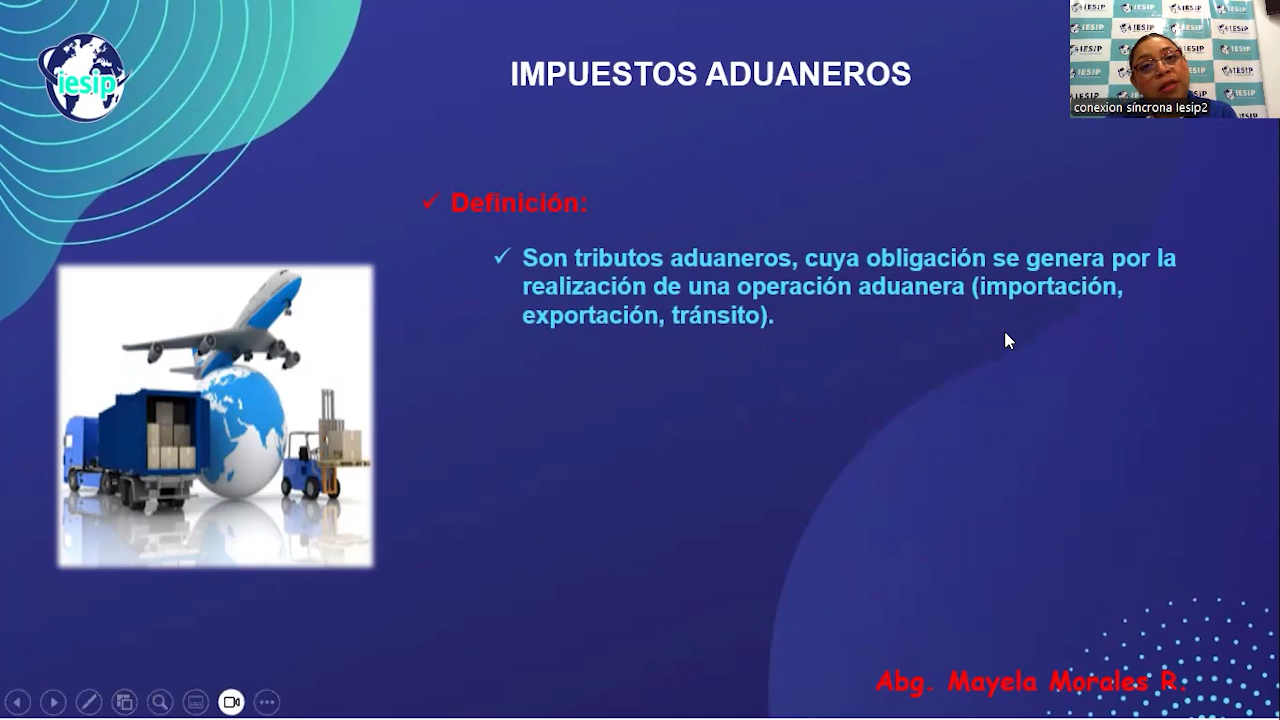 iesip
IMPUESTOS ADUANEROS
conexion síncrona Iesip2
✓ Definición:
✓ Son tributos aduaneros, cuya obligación se genera por la
realización de una operación aduanera (importación,
exportación, tránsito).
Abg. Mayela Morales R.